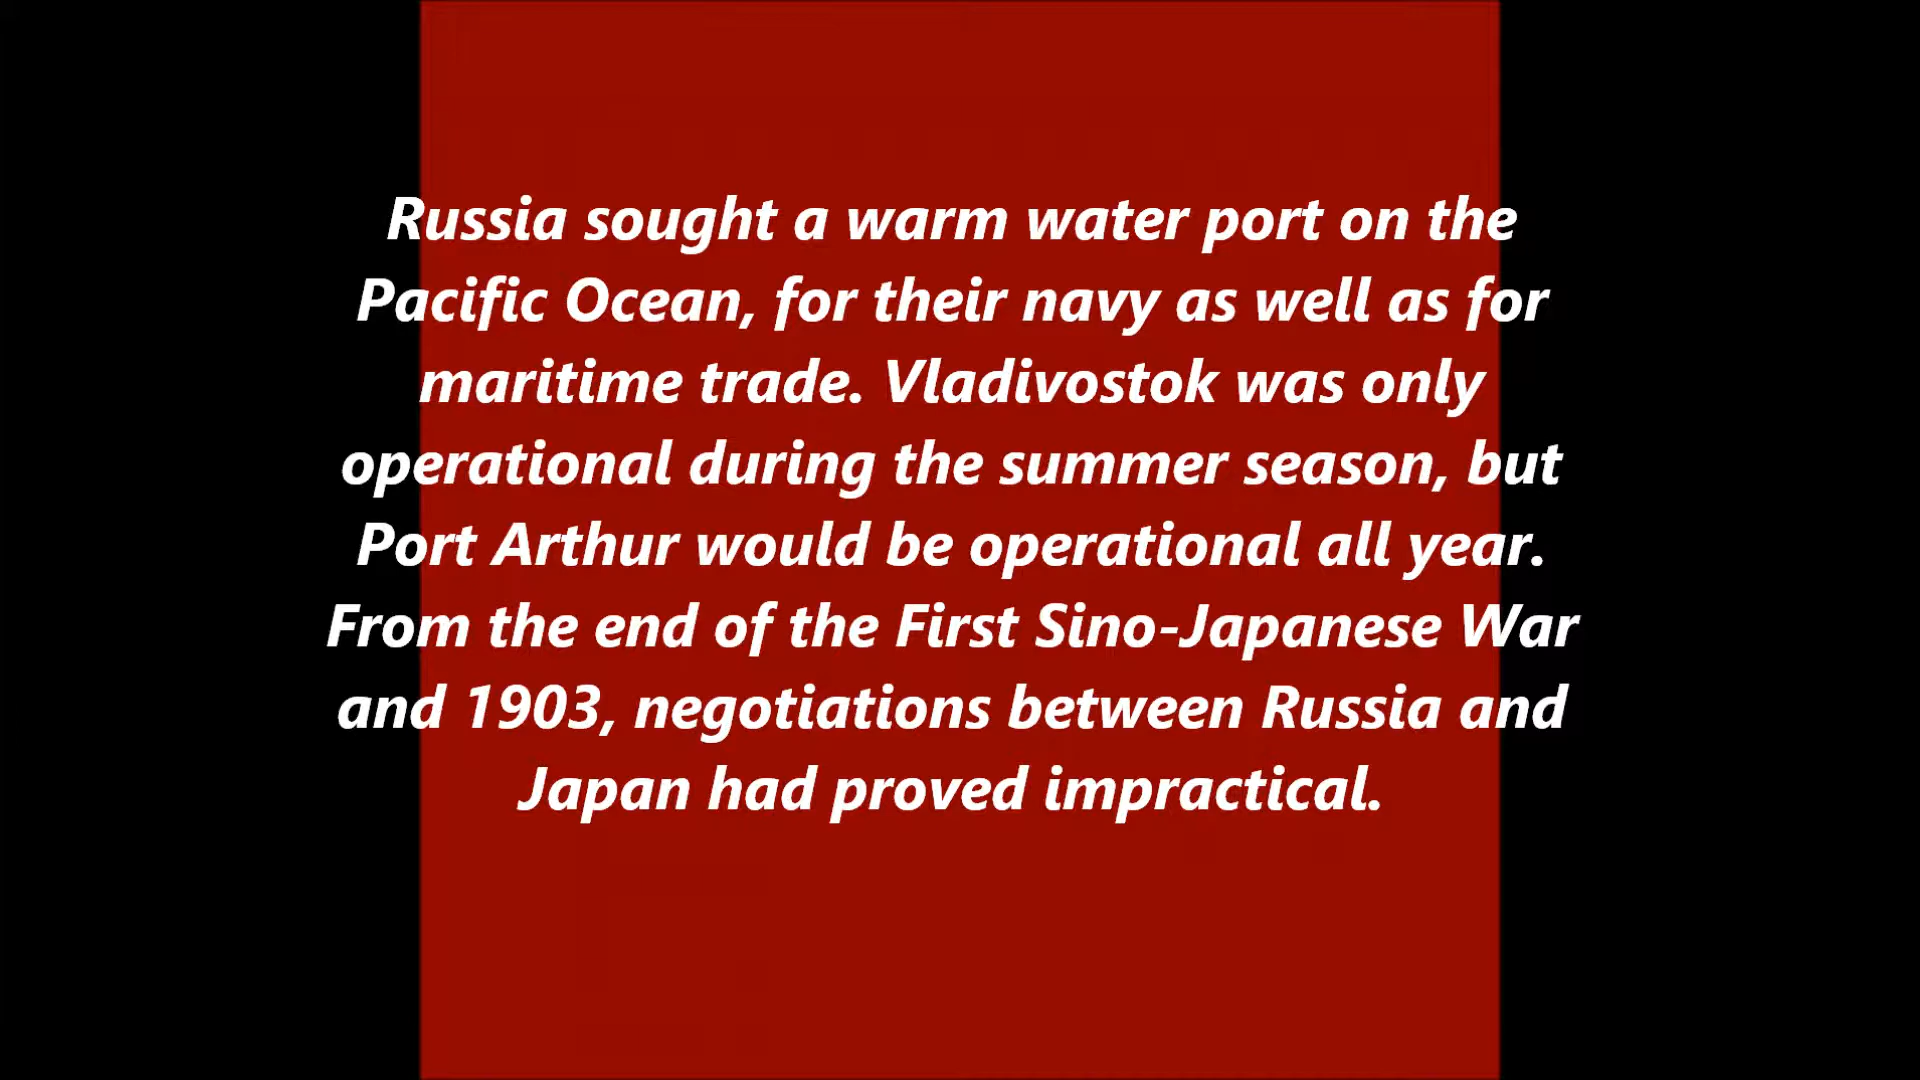 Russia sought a warm water port on the
Pacific Ocean, for their navy as well as for
maritime trade. Vladivostok was only
operational during the summer season, but
Port Arthur would be operational all year.
From the end of the First Sino-Japanese War
and 1903, negotiations between Russia and
Japan had proved impractical.